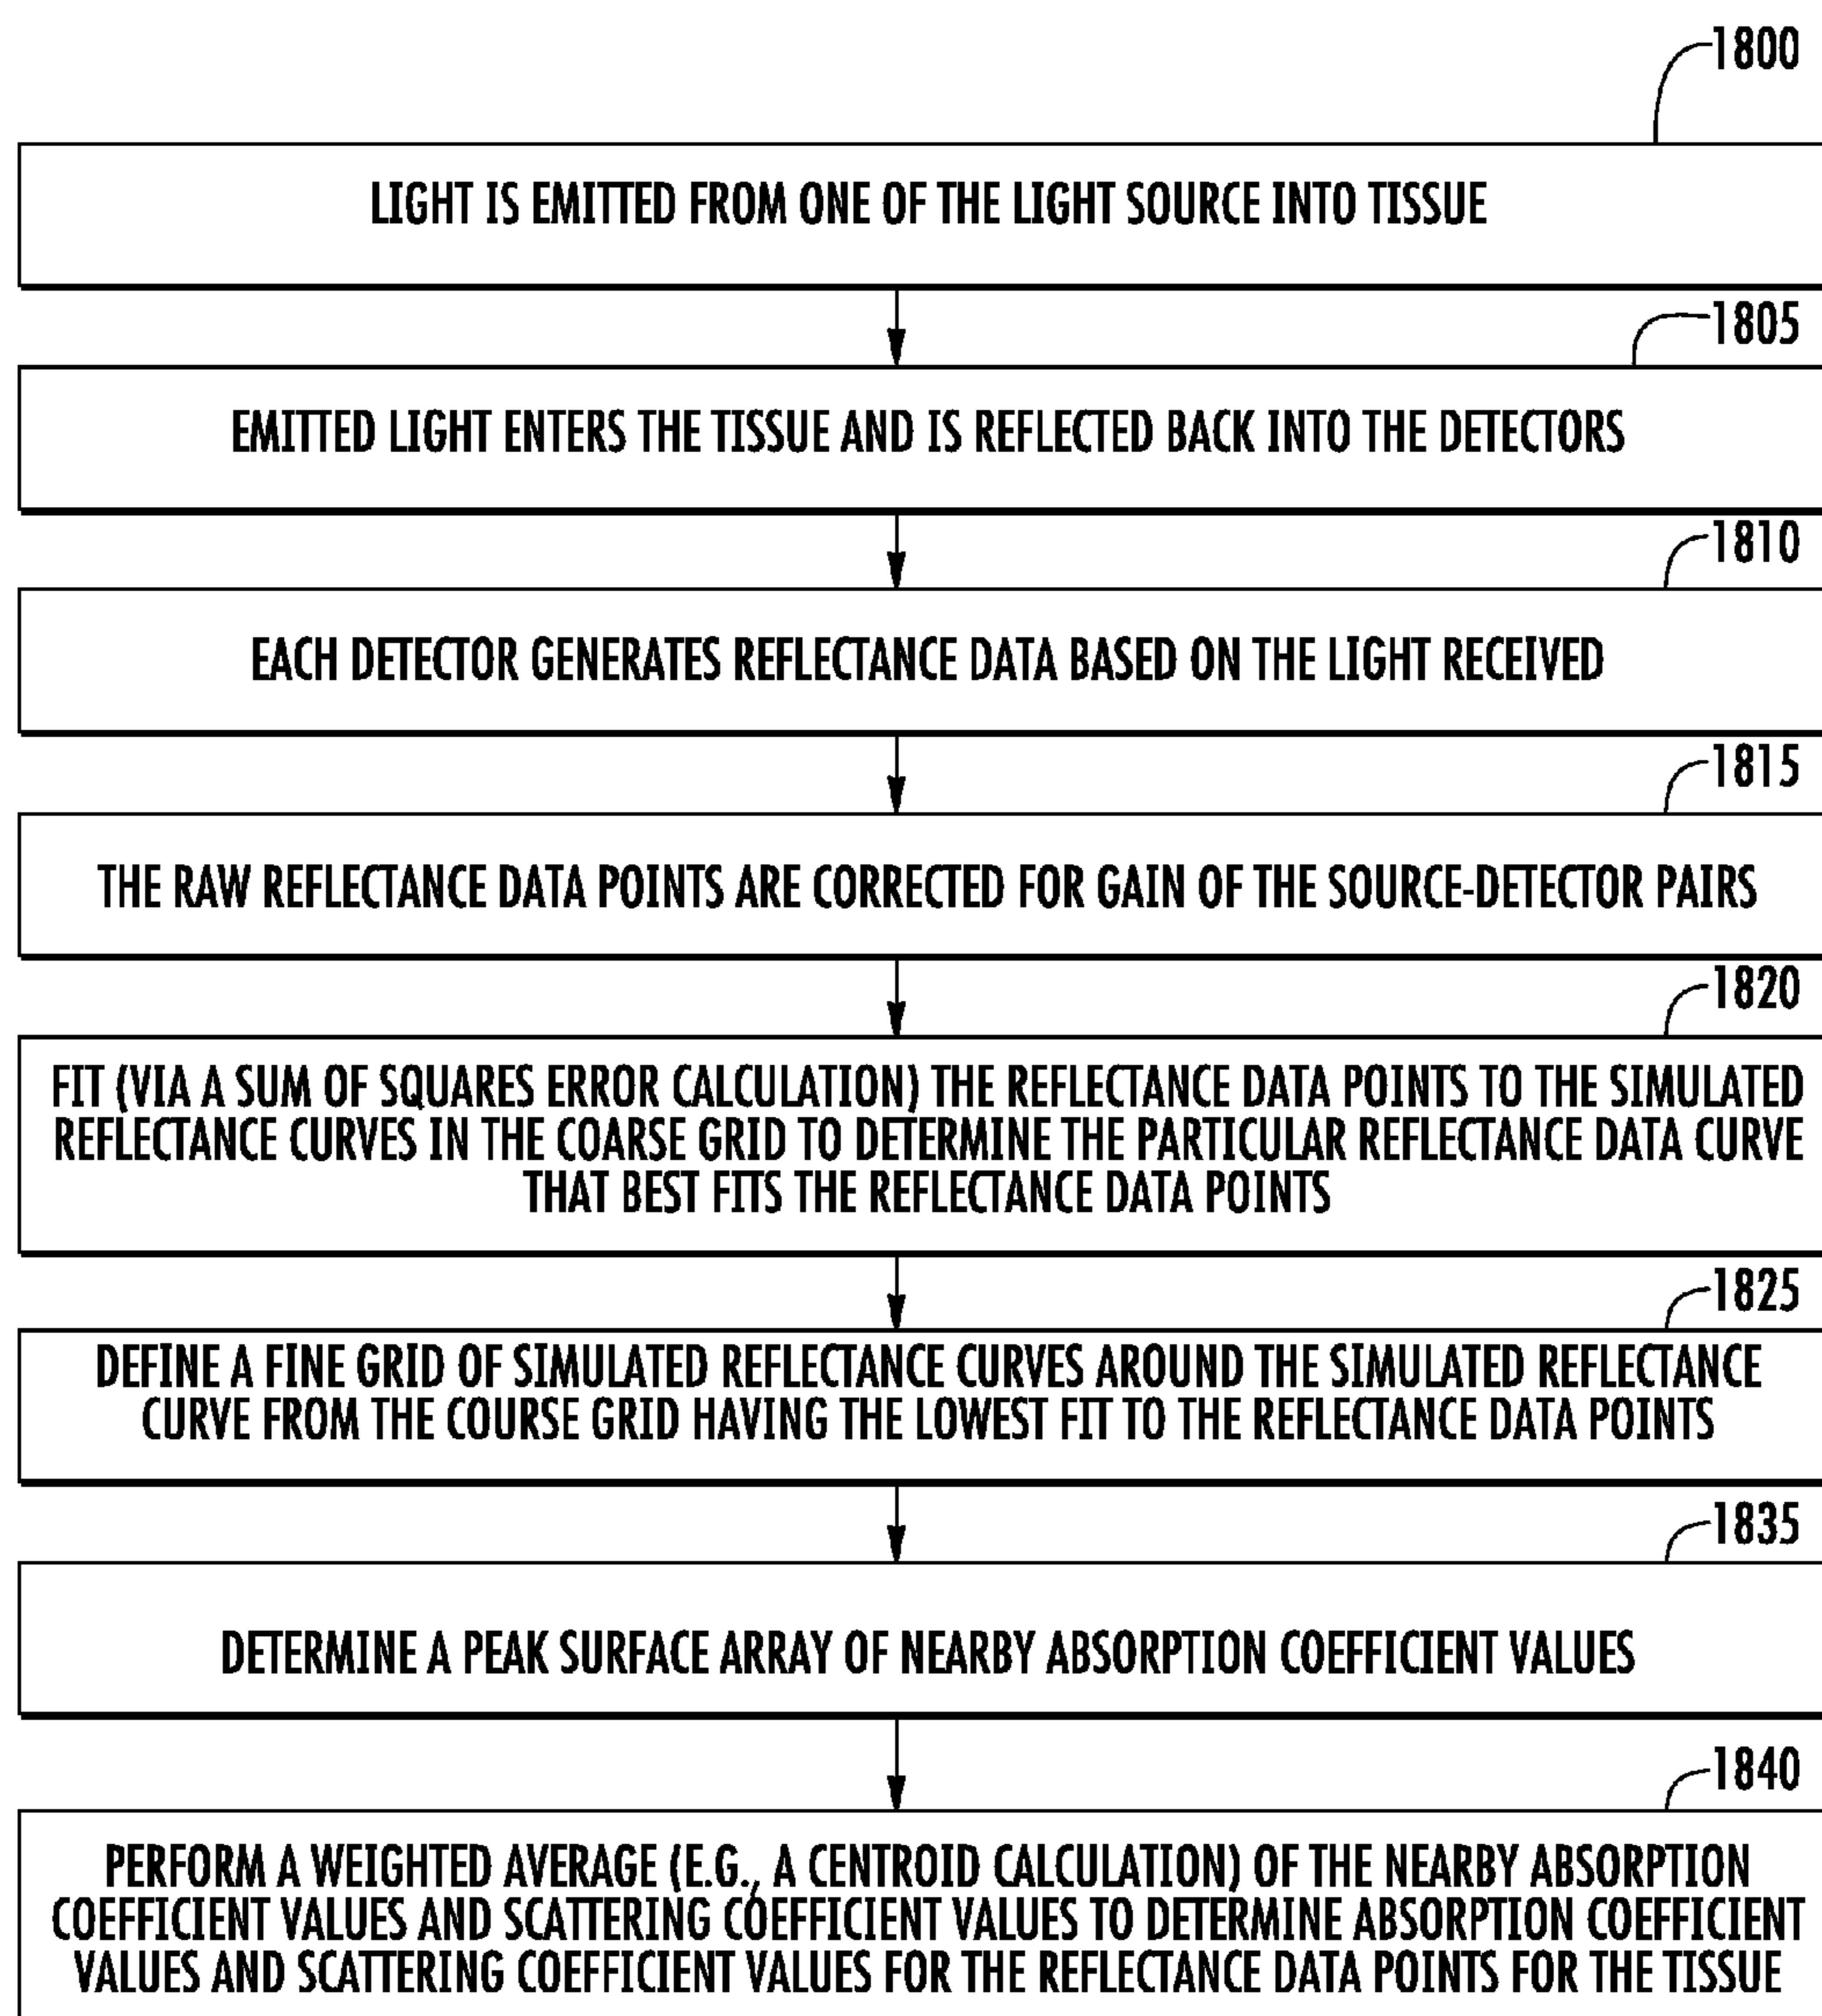 1800
LIGHT IS EMITTED FROM ONE OF THE LIGHT SOURCE INTO TISSUE
1805
EMITTED LIGHT ENTERS THE TISSUE AND IS REFLECTED BACK INTO THE DETECTORS
1810
EACH DETECTOR GENERATES REFLECTANCE DATA BASED ON THE LIGHT RECEIVED
1815
THE RAW REFLECTANCE DATA POINTS ARE CORRECTED FOR GAIN OF THE SOURCE-DETECTOR PAIRS
1820
FIT (VIA A SUM OF SQUARES ERROR CALCULATION) THE REFLECTANCE DATA POINTS TO THE SIMULATED
REFLECTANCE CURVES IN THE COARSE GRID TO DETERMINE THE PARTICULAR REFLECTANCE DATA CURVE
THAT BEST FITS THE REFLECTANCE DATA POINTS
1825
DEFINE A FINE GRID OF SIMULATED REFLECTANCE CURVES AROUND THE SIMULATED REFLECTANCE
CURVE FROM THE COURSE GRID HAVING THE LOWEST FIT TO THE REFLECTANCE DATA POINTS
1835
DETERMINE A PEAK SURFACE ARRAY OF NEARBY ABSORPTION COEFFICIENT VALUES
1840
PERFORM A WEIGHTED AVERAGE (E.G., A CENTROID CALCULATION) OF THE NEARBY ABSORPTION
COEFFICIENT VALUES AND SCATTERING COEFFICIENT VALUES TO DETERMINE ABSORPTION COEFFICIENT
VALUES AND SCATTERING COEFFICIENT VALUES FOR THE REFLECTANCE DATA POINTS FOR THE TISSUE